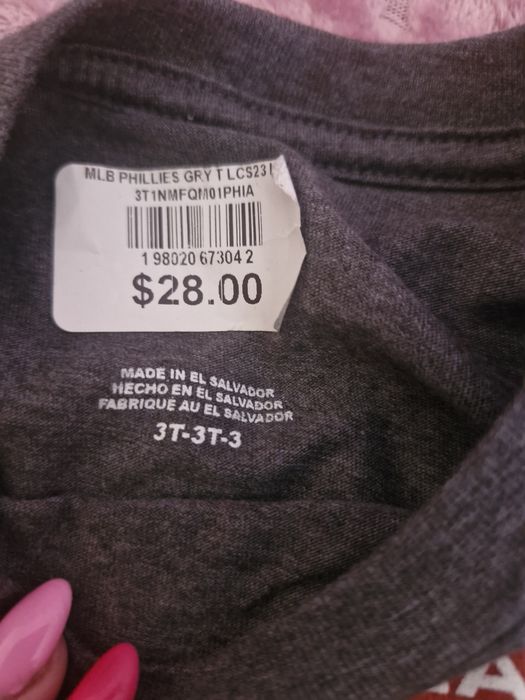 MLB PHILLIES GRY T LCS23
3T1NMFQM01PHIA
1 98020 67304 2
$28.00
MADE IN EL SALVADOR
HECHO EN EL SALVADOR
FABRIQUÉ AU EL SALVADOR
3T-3T-3